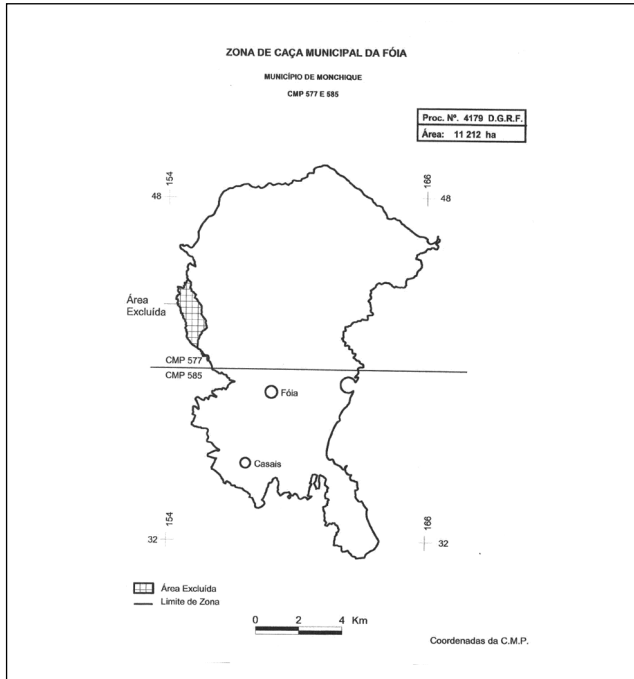 ZONA DE CAÇA MUNICIPAL DA FÓIA
MUNICÍPIO DE MONCHIQUE
CMP 577 E 585
Proc. Nº. 4179 D.G.R.F.
Área: 11 212 ha
154
48
166
48
Área
Excluída
CMP 577
CMP 585
Fóia
Casais
154
32
166
32
Área Excluída
Limite de Zona
0 2 4 Km
Coordenadas da C.M.P.